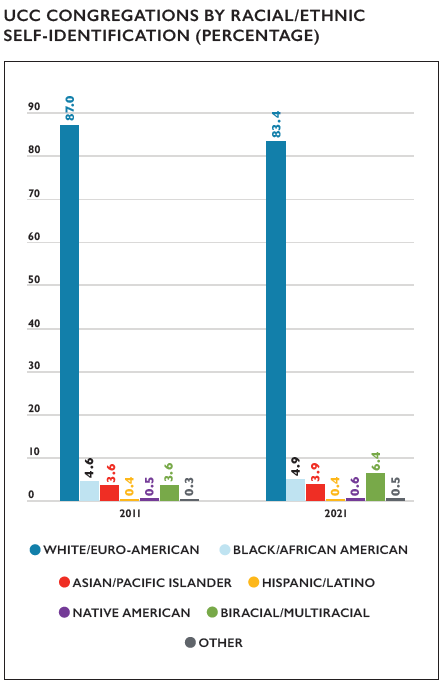 UCC CONGREGATIONS BY RACIAL/ETHNIC
SELF-IDENTIFICATION (PERCENTAGE)
90
80
70
60
50
40
30
20
10
0
87.0
4.6
3.6
0.4
0.5
3.6
0.3
83.4
4.9
3.9
0.4
0.6
6.4
0.5
2011
2021
WHITE/EURO-AMERICAN
BLACK/AFRICAN AMERICAN
ASIAN/PACIFIC ISLANDER
HISPANIC/LATINO
NATIVE AMERICAN
BIRACIAL/MULTIRACIAL
OTHER